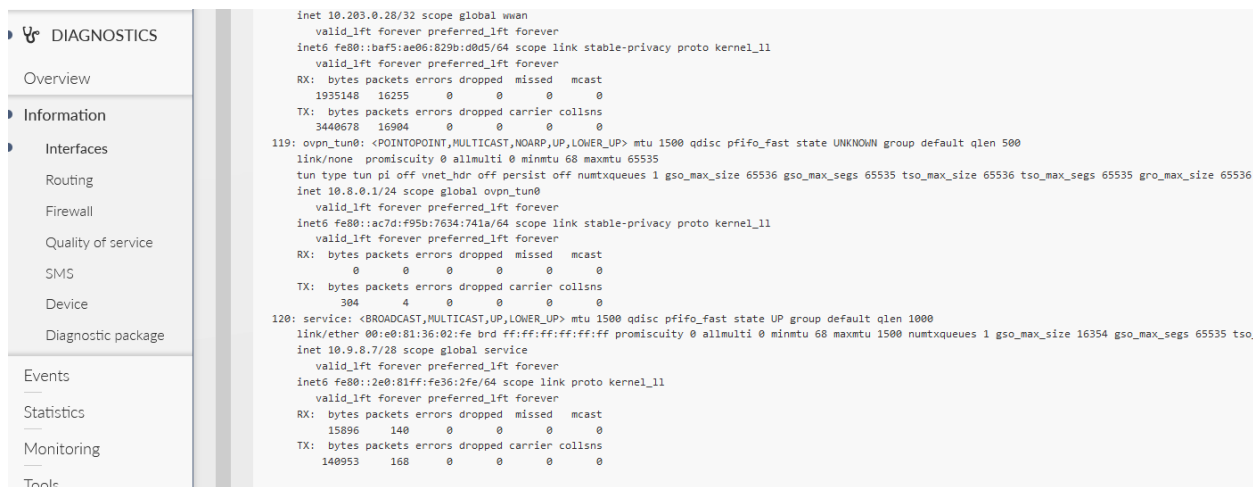 DIAGNOSTICS
Overview
Information
Interfaces
Routing
Firewall
Quality of service
SMS
Device
Diagnostic package
Events
Statistics
Monitoring
Tools
inet 10.203.0.28/32 scope global wwan
valid_lft forever preferred_lft forever
inet6 fe80::baf5:ae06:829b:d0d5/64 scope link stable-privacy proto kernel_ll
valid_lft forever preferred_lft forever
RX: bytes packets errors dropped missed mcast
1935148 16255 0 0 0 0
TX: bytes packets errors dropped carrier collsns
3440678 16904 0 0 0 0
119: ovpn_tun0: <POINTOPOINT,MULTICAST,NOARP,UP,LOWER_UP> mtu 1500 qdisc pfifo_fast state UNKNOWN group default qlen 500
link/none promiscuity 0 allmulti 0 minmtu 68 maxmtu 65535
tun type tun pi off vnet_hdr off persist off numtxqueues 1 gso_max_size 65536 gso_max_segs 65535 tso_max_size 65536 tso_max_segs 65535 gro_max_size 65536
inet 10.8.0.1/24 scope global ovpn_tun0
valid_lft forever preferred_lft forever
inet6 fe80::ac7d:f95b:7634:741a/64 scope link stable-privacy proto kernel_ll
valid_lft forever preferred_lft forever
RX: bytes packets errors dropped missed mcast
0 0 0 0 0 0
TX: bytes packets errors dropped carrier collsns
304 4 0 0 0 0
120: service: <BROADCAST,MULTICAST,UP,LOWER_UP> mtu 1500 qdisc pfifo_fast state UP group default qlen 1000
link/ether 00:e0:81:36:02:fe brd ff:ff:ff:ff:ff:ff promiscuity 0 allmulti 0 minmtu 68 maxmtu 1500 numtxqueues 1 gso_max_size 16354 gso_max_segs 65535 tso_
inet 10.9.8.7/28 scope global service
valid_lft forever preferred_lft forever
inet6 fe80::2e0:81ff:fe36:2fe/64 scope link proto kernel_ll
valid_lft forever preferred_lft forever
RX: bytes packets errors dropped missed mcast
15896 140 0 0 0 0
TX: bytes packets errors dropped carrier collsns
140953 168 0 0 0 0